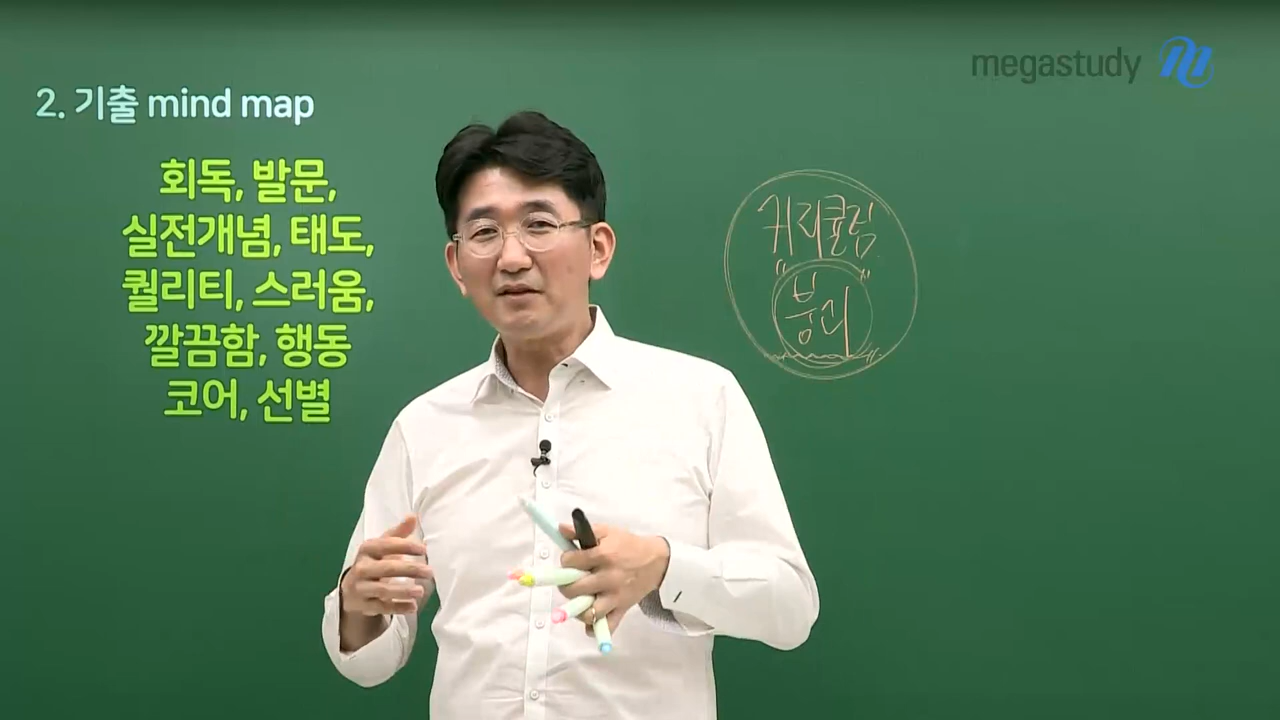 megastudy
2. 기출 mind map
회독, 발문,
실전개념, 태도,
퀄리티, 스러움,
깔끔함, 행동
코어, 선별
커리큘럼
"붕괴"